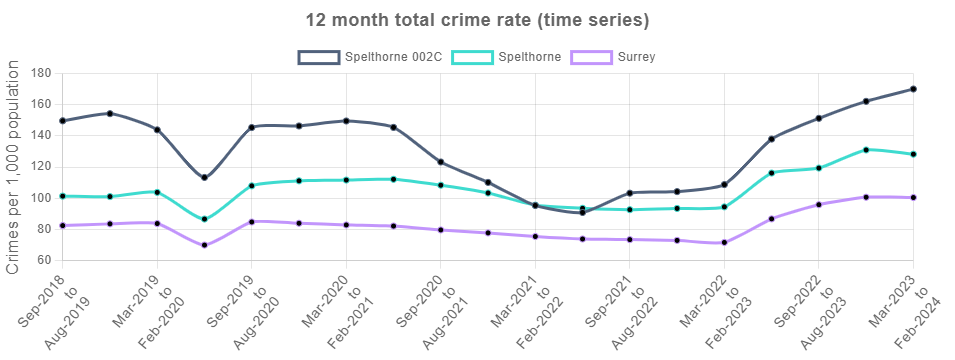 12 month total crime rate (time series)
Spelthorne 002C
Spelthorne
Surrey
Crimes per 1,000 population
180
160
140
120
100
80
60
Sep-2018
to
Aug-2019
Mar-2019
to
Feb-2020
Sep-2019
to
Aug-2020
Mar-2020
to
Feb-2021
Sep-2020
to
Aug-2021
Mar-2021
to
Feb-2022
Sep-2021
to
Aug-2022
Mar-2022
to
Feb-2023
Sep-2022
to
Aug-2023
Mar-2023
to
Feb-2024